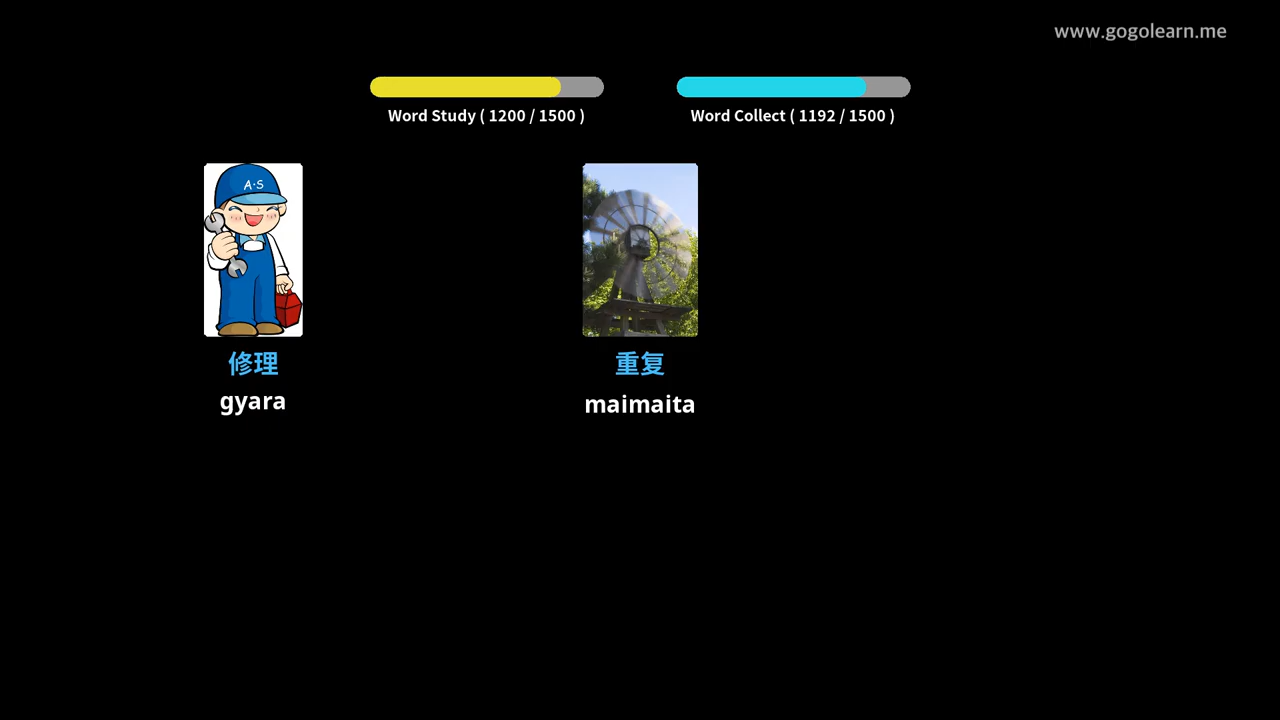 www.gogolearn.me
Word Study ( 1200 / 1500 )
Word Collect ( 1192 / 1500 )
A·S
修理
gyara
重复
maimaita